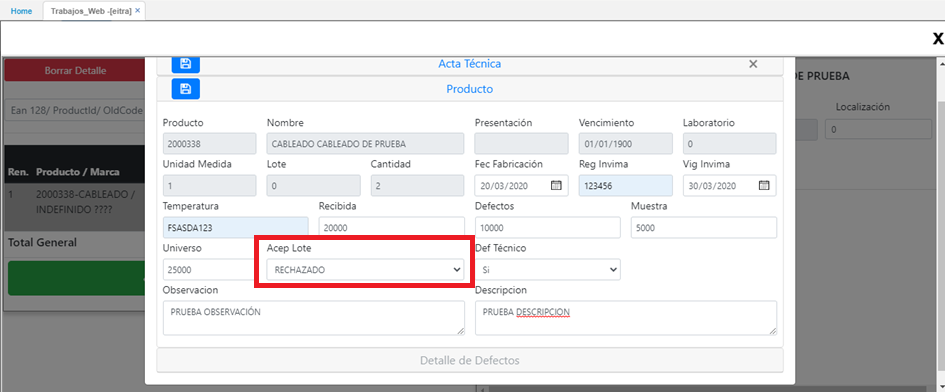 Home Trabajos_Web -[eitra] ×
X
Borrar Detalle Acta Técnica × DE PRUEBA
Producto
Ean 128/ ProductId/ OldCode Localización
Producto Nombre Presentación Vencimiento Laboratorio
2000338 CABLEADO CABLEADO DE PRUEBA 01/01/1900 0 0
Unidad Medida Lote Cantidad Fec Fabricación Reg Invima Vig Invima
Ren. Producto / Marca
1 0 2 20/03/2020 123456 30/03/2020
1 2000338-CABLEADO /
INDEFINIDO ????
Temperatura Recibida Defectos Muestra
FSASDA123 20000 10000 5000
Total General
Universo Acep Lote Def Técnico
25000 RECHAZADO Si
Observacion Descripcion
PRUEBA OBSERVACIÓN PRUEBA DESCRIPCION
Detalle de Defectos